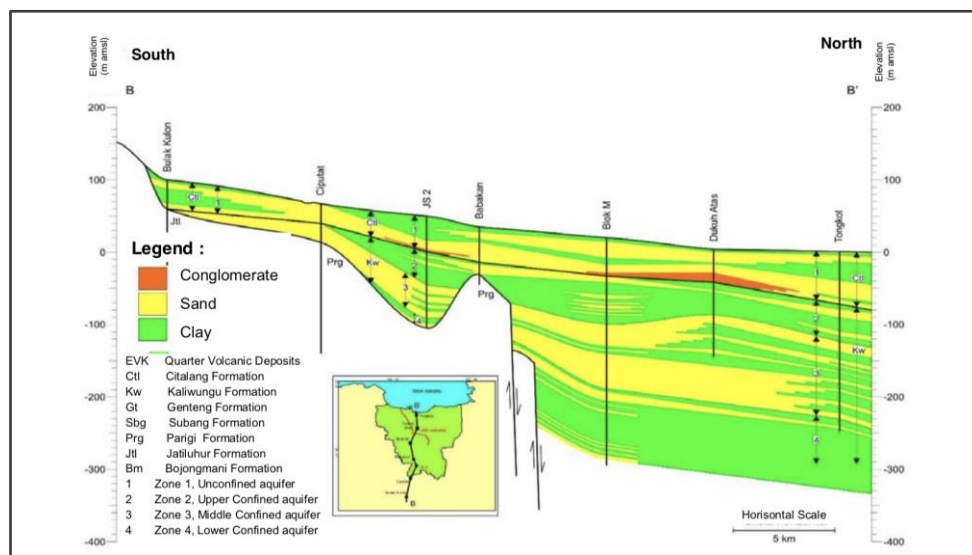 South
North
Elevation
(m amsl)
Elevation
(m amsl)
B
B'
200
100
0
-100
-200
-300
-400
200
100
0
-100
-200
-300
-400
Bulak Kulon
Ciputat
JS 2
Babakan
Blok M
Dukuh Atas
Tongkol
Ctl
1
Jtl
Prg
Ctl
Kw
1
2
3
4
Prg
1
2
3
4
Ctl
Kw
Legend :
Conglomerate
Sand
Clay
EVK Quarter Volcanic Deposits
Ctl Citalang Formation
Kw Kaliwungu Formation
Gt Genteng Formation
Sbg Subang Formation
Prg Parigi Formation
Jtl Jatiluhur Formation
Bm Bojongmani Formation
1 Zone 1, Unconfined aquifer
2 Zone 2, Upper Confined aquifer
3 Zone 3, Middle Confined aquifer
4 Zone 4, Lower Confined aquifer
B'
B
Horisontal Scale
5 km